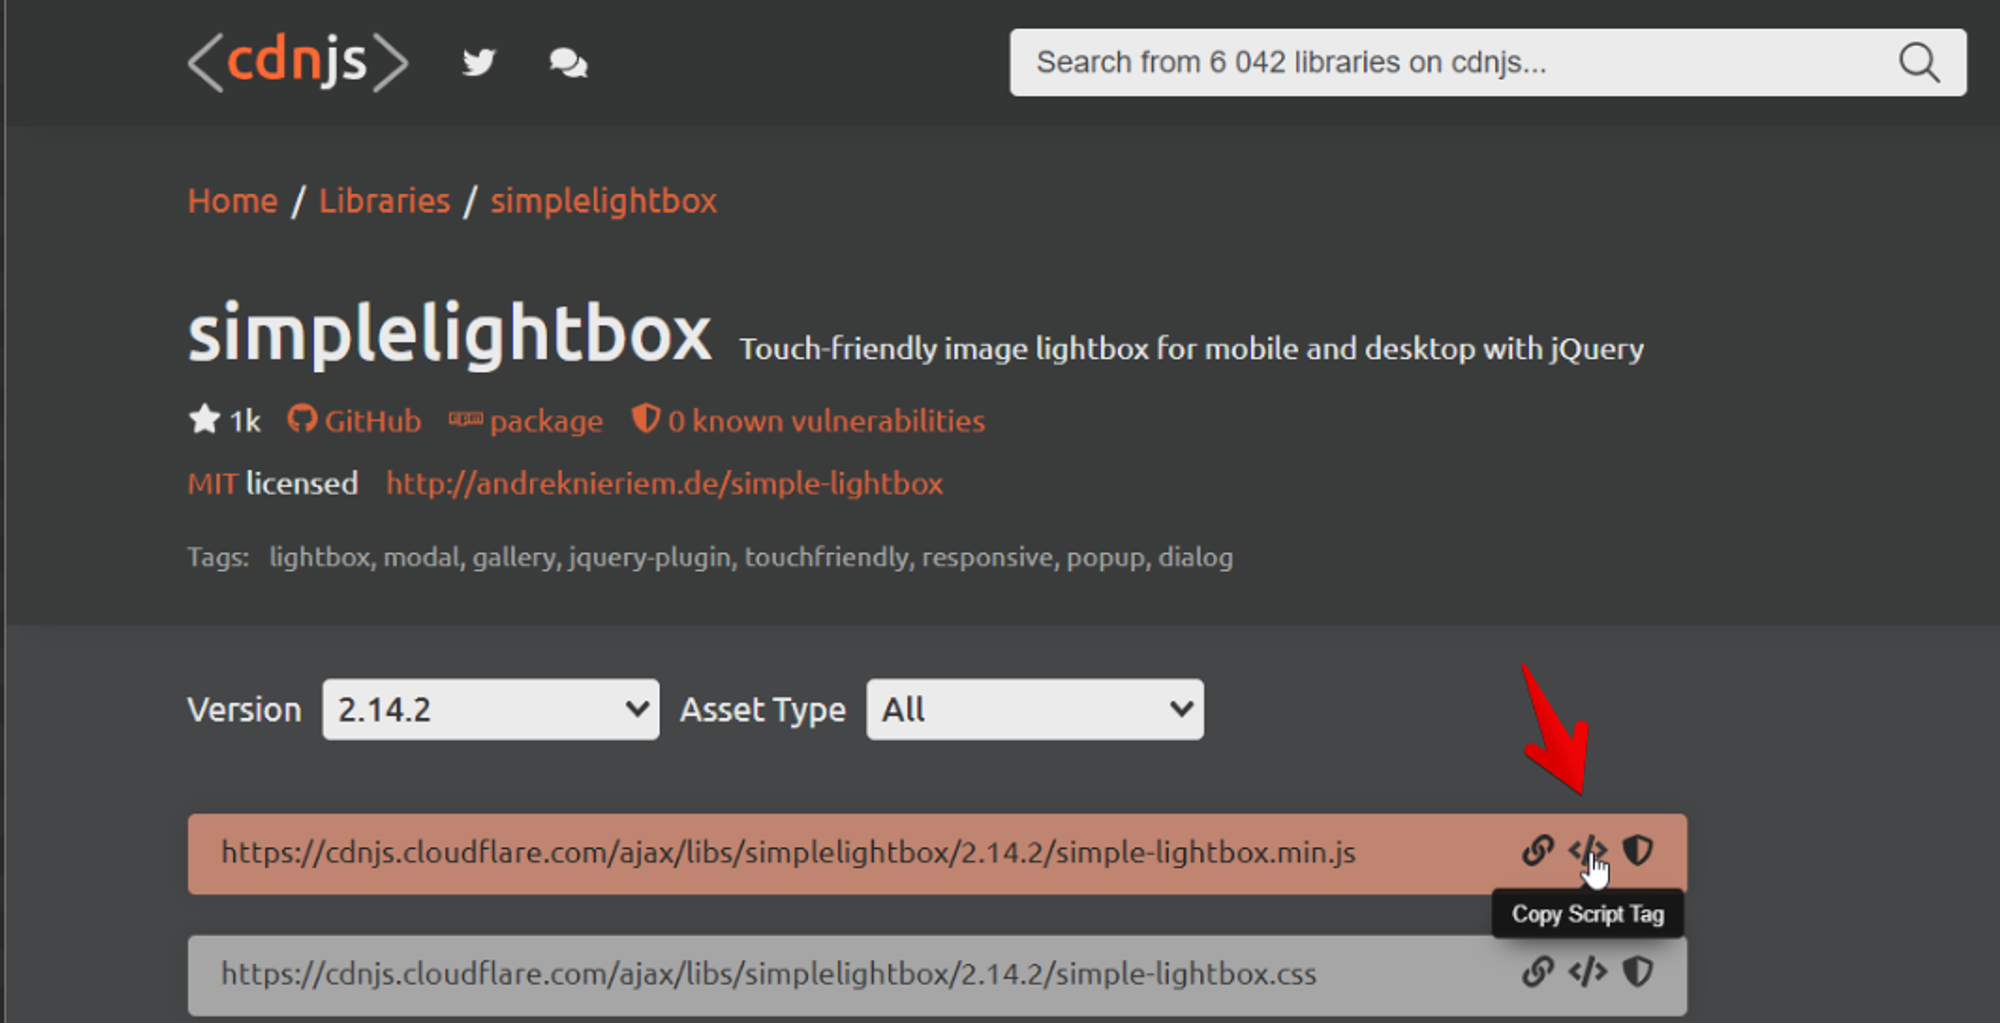 <cdnjs>
Search from 6 042 libraries on cdnjs...
Home / Libraries / simplelightbox
simplelightbox Touch-friendly image lightbox for mobile and desktop with jQuery
1k GitHub npm package 0 known vulnerabilities
MIT licensed http://andreknieriem.de/simple-lightbox
Tags: lightbox, modal, gallery, jquery-plugin, touchfriendly, responsive, popup, dialog
Version 2.14.2 Asset Type All
https://cdnjs.cloudflare.com/ajax/libs/simplelightbox/2.14.2/simple-lightbox.min.js </>
Copy Script Tag
https://cdnjs.cloudflare.com/ajax/libs/simplelightbox/2.14.2/simple-lightbox.css </>